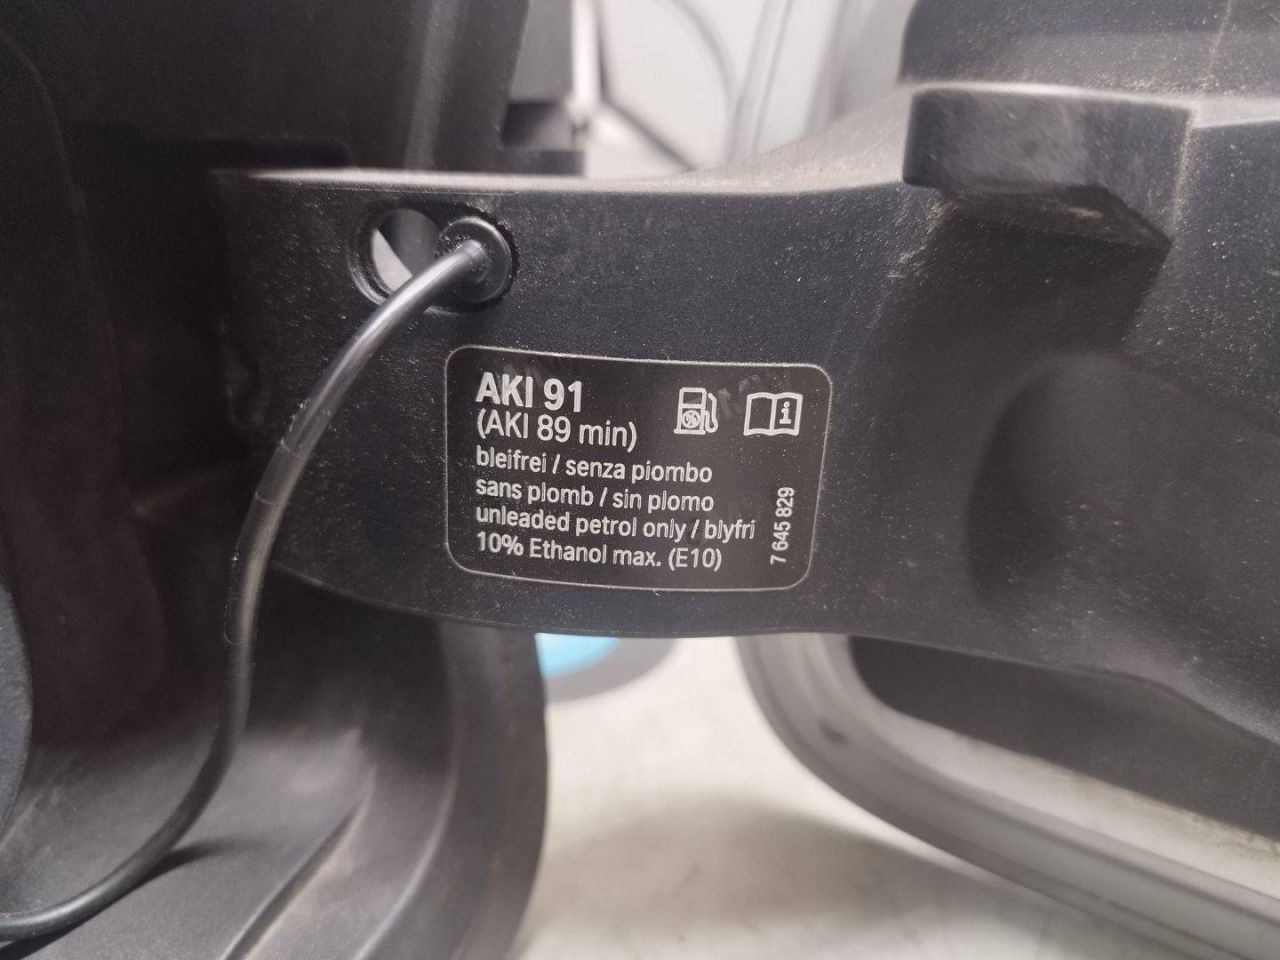 AKI 91
(AKI 89 min)
bleifrei / senza piombo
sans plomb / sin plomo
unleaded petrol only / blyfri
10% Ethanol max. (E10)
7 645 829